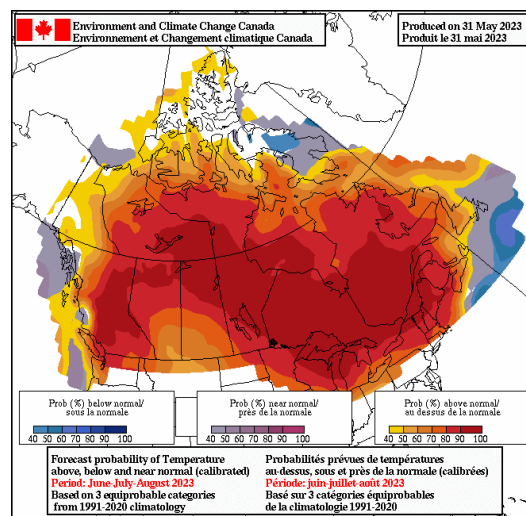 Environment and Climate Change Canada
Environnement et Changement climatique Canada
Produced on 31 May 2023
Produit le 31 mai 2023
Prob (%) below normal/
sous la normale
40 50 60 70 80 90 100
Prob (%) near normal/
près de la normale
40 50 60 70 80 90 100
Prob (%) above normal/
au dessus de la normale
40 50 60 70 80 90 100
Forecast probability of Temperature
above, below and near normal (calibrated)
Period: June-July-August 2023
Based on 3 equiprobable categories
from 1991-2020 climatology
Probabilités prévues de températures
au-dessus, sous et près de la normale (calibrées)
Période: juin-juillet-août 2023
Basé sur 3 catégories équiprobables
de la climatologie 1991-2020